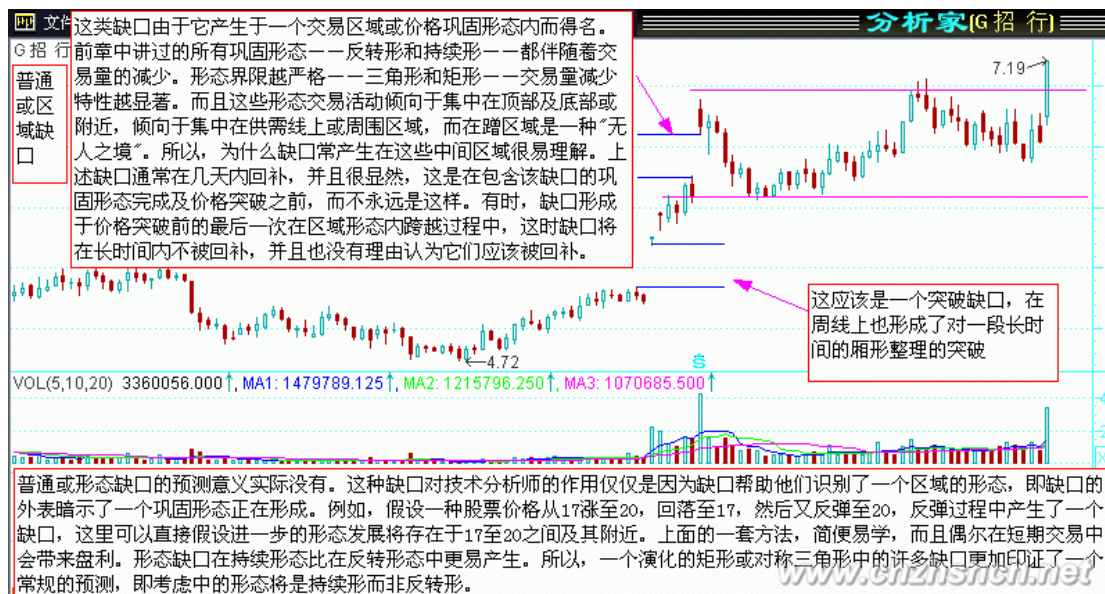 文件
分析家(G 招 行)
G 招 行
普通
或区
域缺
口
这类缺口由于它产生于一个交易区域或价格巩固形态内而得名。
前章中讲过的所有巩固形态——反转形和持续形——都伴随着交
易量的减少。形态界限越严格——三角形和矩形——交易量减少
特性越显著。而且这些形态交易活动倾向于集中在顶部及底部或
附近，倾向于集中在供需线上或周围区域，而在蹭区域是一种"无
人之境"。所以，为什么缺口常产生在这些中间区域很易理解。上
述缺口通常在几天内回补，并且很显然，这是在包含该缺口的巩
固形态完成及价格突破之前，而不永远是这样。有时，缺口形成
于价格突破前的最后一次在区域形态内跨越过程中，这时缺口将
在长时间内不被回补，并且也没有理由认为它们应该被回补。
7.19
这应该是一个突破缺口，在
周线上也形成了对一段长时
间的厢形整理的突破
4.72
S
VOL(5,10,20) 3360056.000↑, MA1: 1479789.125↑, MA2: 1215796.250↑, MA3: 1070685.500↑
普通或形态缺口的预测意义实际没有。这种缺口对技术分析师的作用仅仅是因为缺口帮助他们识别了一个区域的形态，即缺口的
外表暗示了一个巩固形态正在形成。例如，假设一种股票价格从17涨至20，回落至17，然后又反弹至20，反弹过程中产生了一个
缺口，这里可以直接假设进一步的形态发展将存在于17至20之间及其附近。上面的一套方法，简便易学，而且偶尔在短期交易中
会带来盘利。形态缺口在持续形态比在反转形态中更易产生。所以，一个演化的矩形或对称三角形中的许多缺口更加印证了一个
常规的预测，即考虑中的形态将是持续形而非反转形。
www.cnzhsnch.net